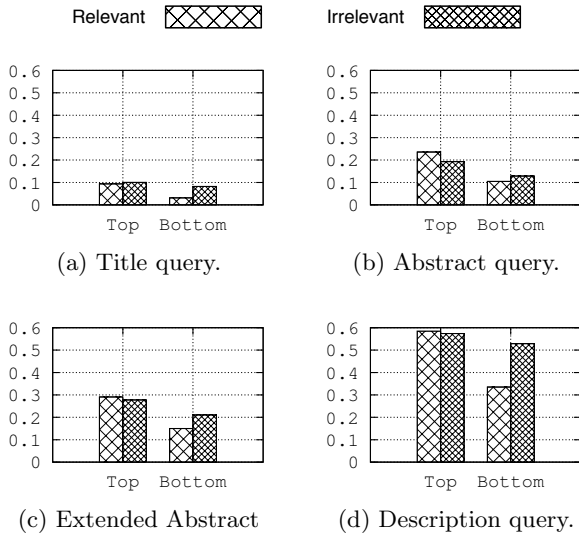 Relevant Irrelevant
0.6 0.6
0.5 0.5
0.4 0.4
0.3 0.3
0.2 0.2
0.1 0.1
0 0
Top Bottom Top Bottom
(a) Title query. (b) Abstract query.
0.6 0.6
0.5 0.5
0.4 0.4
0.3 0.3
0.2 0.2
0.1 0.1
0 0
Top Bottom Top Bottom
(c) Extended Abstract (d) Description query.